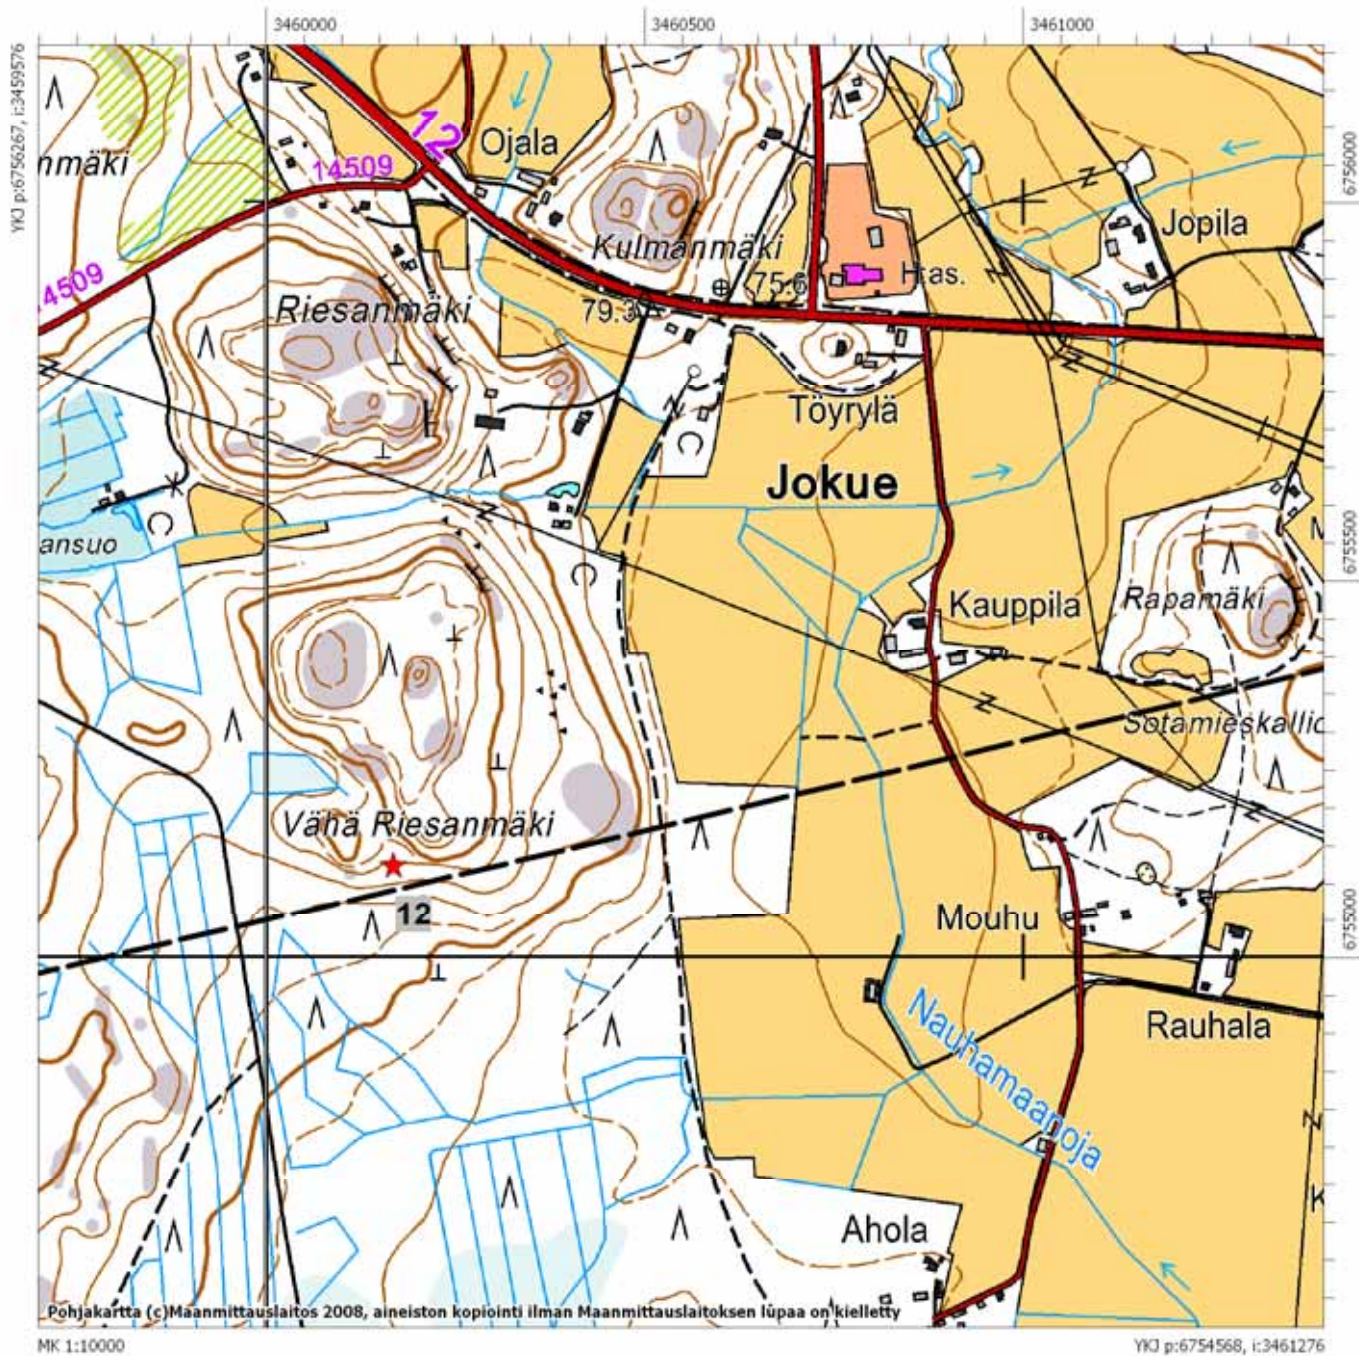 3460000
3460500
3461000
YKJ p:6756267, i:3459576
12
Ojala
14509
nmäki
6756000
Kulmanmäki
Jopila
14509
75.6
H.as.
Riesanmäki
79.3
Töyrylä
Jokue
ansuo
6755500
Kauppila
Rapamäki
Sotamieskallio
Vähä Riesanmäki
12
Mouhu
6755000
Nauhamaanoja
Rauhala
Ahola
K
Pohjakartta (c)Maanmittauslaitos 2008, aineiston kopiointi ilman Maanmittauslaitoksen lupaa on kielletty
MK 1:10000
YKJ p:6754568, i:3461276